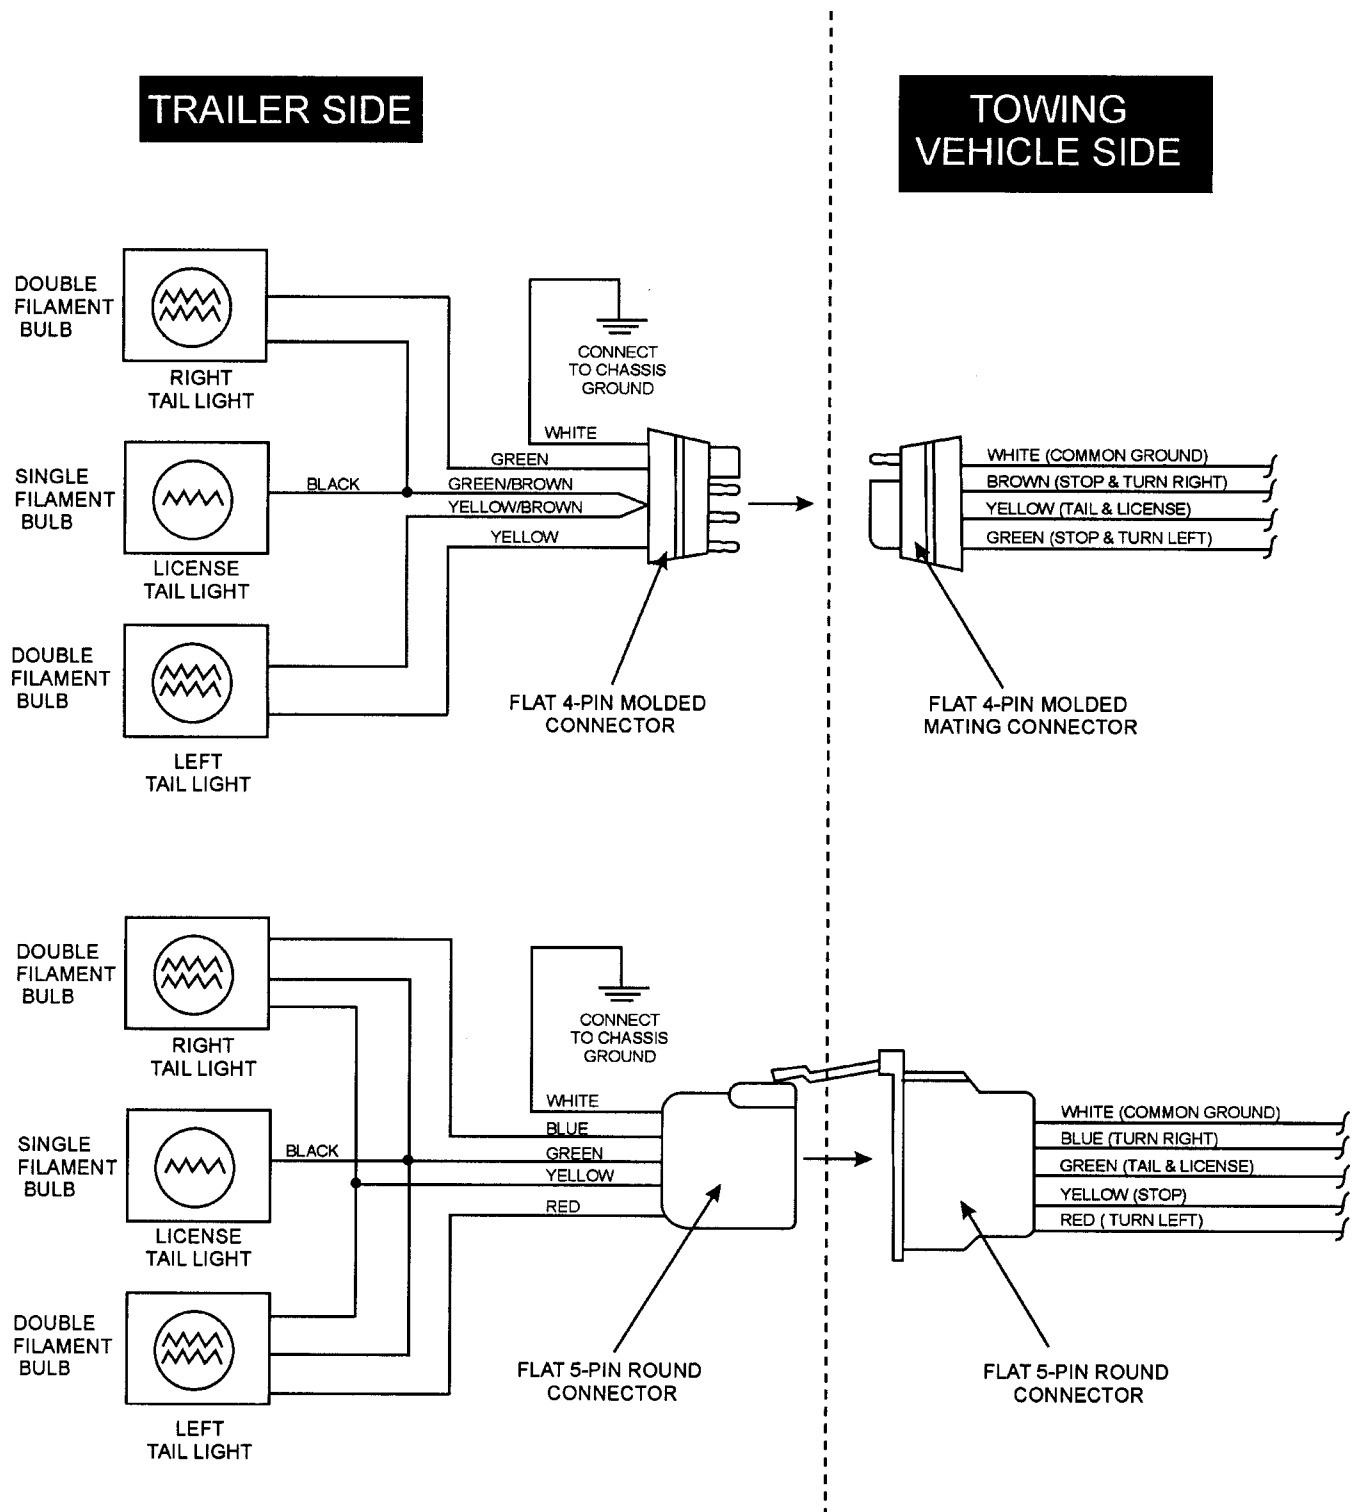 TRAILER SIDE
TOWING
VEHICLE SIDE
DOUBLE
FILAMENT
BULB
RIGHT
TAIL LIGHT
CONNECT
TO CHASSIS
GROUND
WHITE
GREEN
GREEN/BROWN
YELLOW/BROWN
YELLOW
SINGLE
FILAMENT
BULB
BLACK
LICENSE
TAIL LIGHT
WHITE (COMMON GROUND)
BROWN (STOP & TURN RIGHT)
YELLOW (TAIL & LICENSE)
GREEN (STOP & TURN LEFT)
DOUBLE
FILAMENT
BULB
LEFT
TAIL LIGHT
FLAT 4-PIN MOLDED
CONNECTOR
FLAT 4-PIN MOLDED
MATING CONNECTOR
DOUBLE
FILAMENT
BULB
RIGHT
TAIL LIGHT
CONNECT
TO CHASSIS
GROUND
WHITE
BLUE
GREEN
YELLOW
RED
SINGLE
FILAMENT
BULB
BLACK
LICENSE
TAIL LIGHT
WHITE (COMMON GROUND)
BLUE (TURN RIGHT)
GREEN (TAIL & LICENSE)
YELLOW (STOP)
RED ( TURN LEFT)
DOUBLE
FILAMENT
BULB
LEFT
TAIL LIGHT
FLAT 5-PIN ROUND
CONNECTOR
FLAT 5-PIN ROUND
CONNECTOR